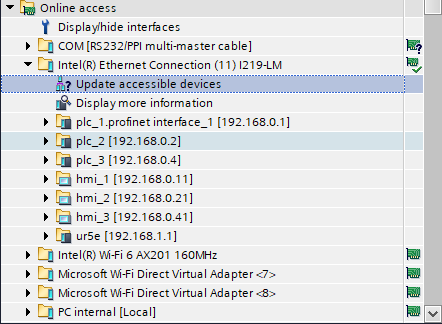 Online access
Display/hide interfaces
COM [RS232/PPI multi-master cable]
Intel(R) Ethernet Connection (11) I219-LM
Update accessible devices
Display more information
plc_1.profinet interface_1 [192.168.0.1]
plc_2 [192.168.0.2]
plc_3 [192.168.0.4]
hmi_1 [192.168.0.11]
hmi_2 [192.168.0.21]
hmi_3 [192.168.0.41]
ur5e [192.168.1.1]
Intel(R) Wi-Fi 6 AX201 160MHz
Microsoft Wi-Fi Direct Virtual Adapter <7>
Microsoft Wi-Fi Direct Virtual Adapter <8>
PC internal [Local]